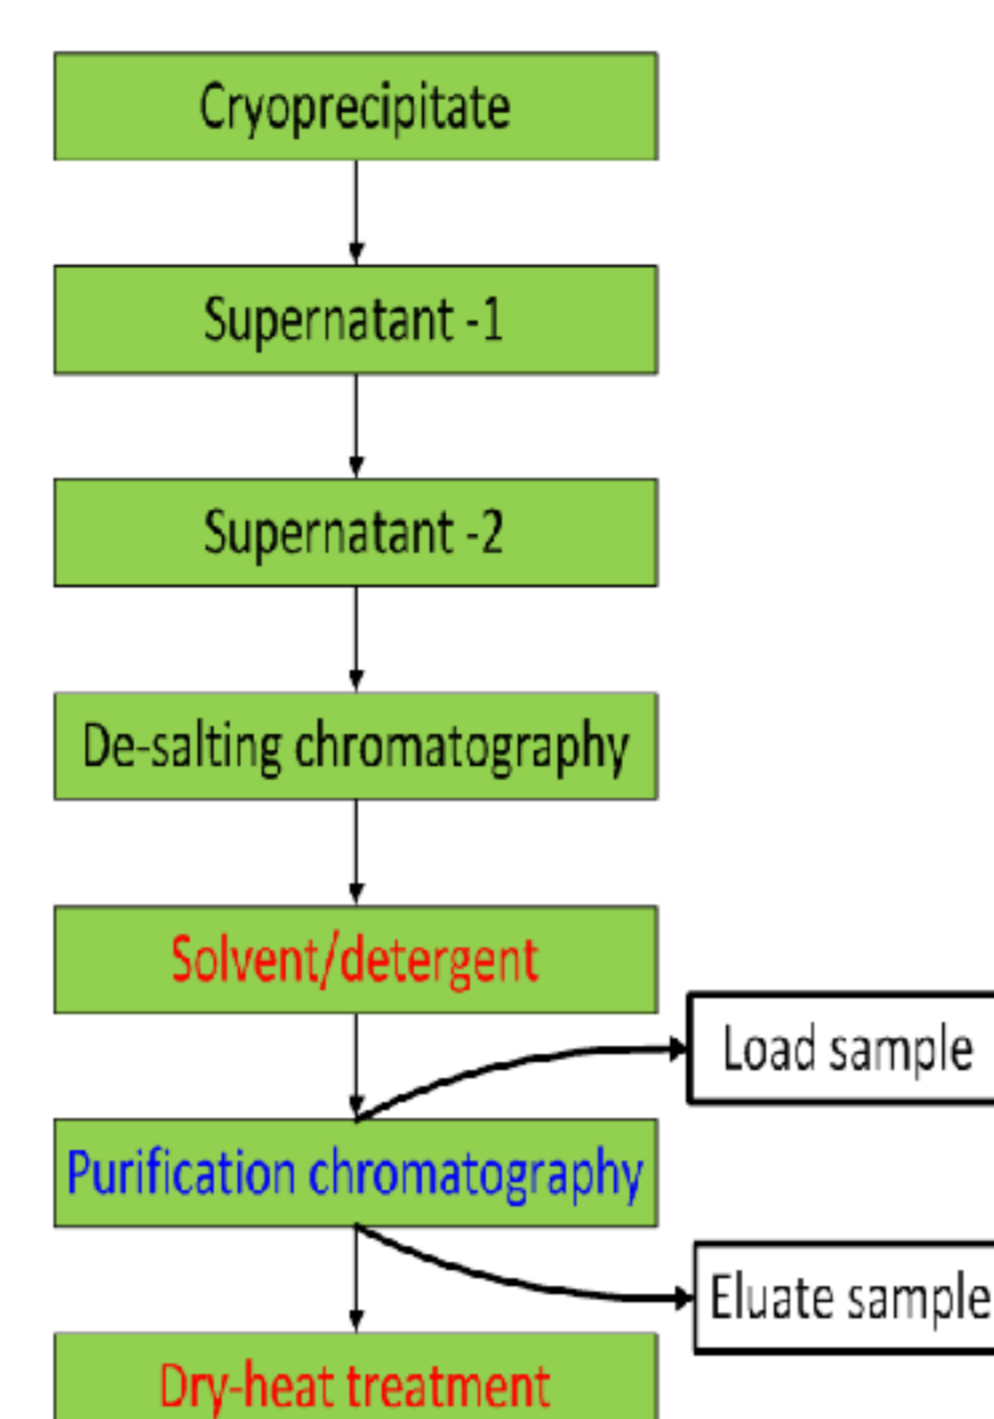 Cryoprecipitate
Supernatant -1
Supernatant -2
De-salting chromatography
Solvent/detergent
Load sample
Purification chromatography
Eluate sample
Dry-heat treatment